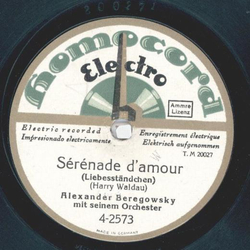 Homocord
Electro
Ammre
Lizenz
Electric recorded
Impresionado electricamente
Enregistrement électrique
Elektrisch aufgenommen
T. M 20027
Sérénade d'amour
(Liebesständchen)
(Harry Waldau)
Alexander Beregowsky
mit seinem Orchester
4-2573
MADE IN GERMANY